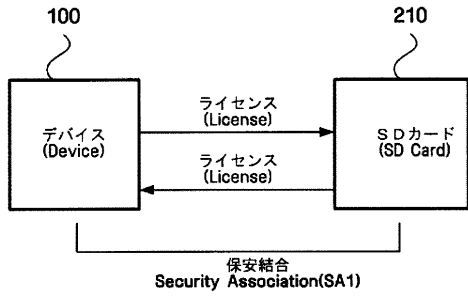 100
210
デバイス
(Device)
ライセンス
(License)
ライセンス
(License)
SDカード
(SD Card)
保安結合
Security Association(SA1)